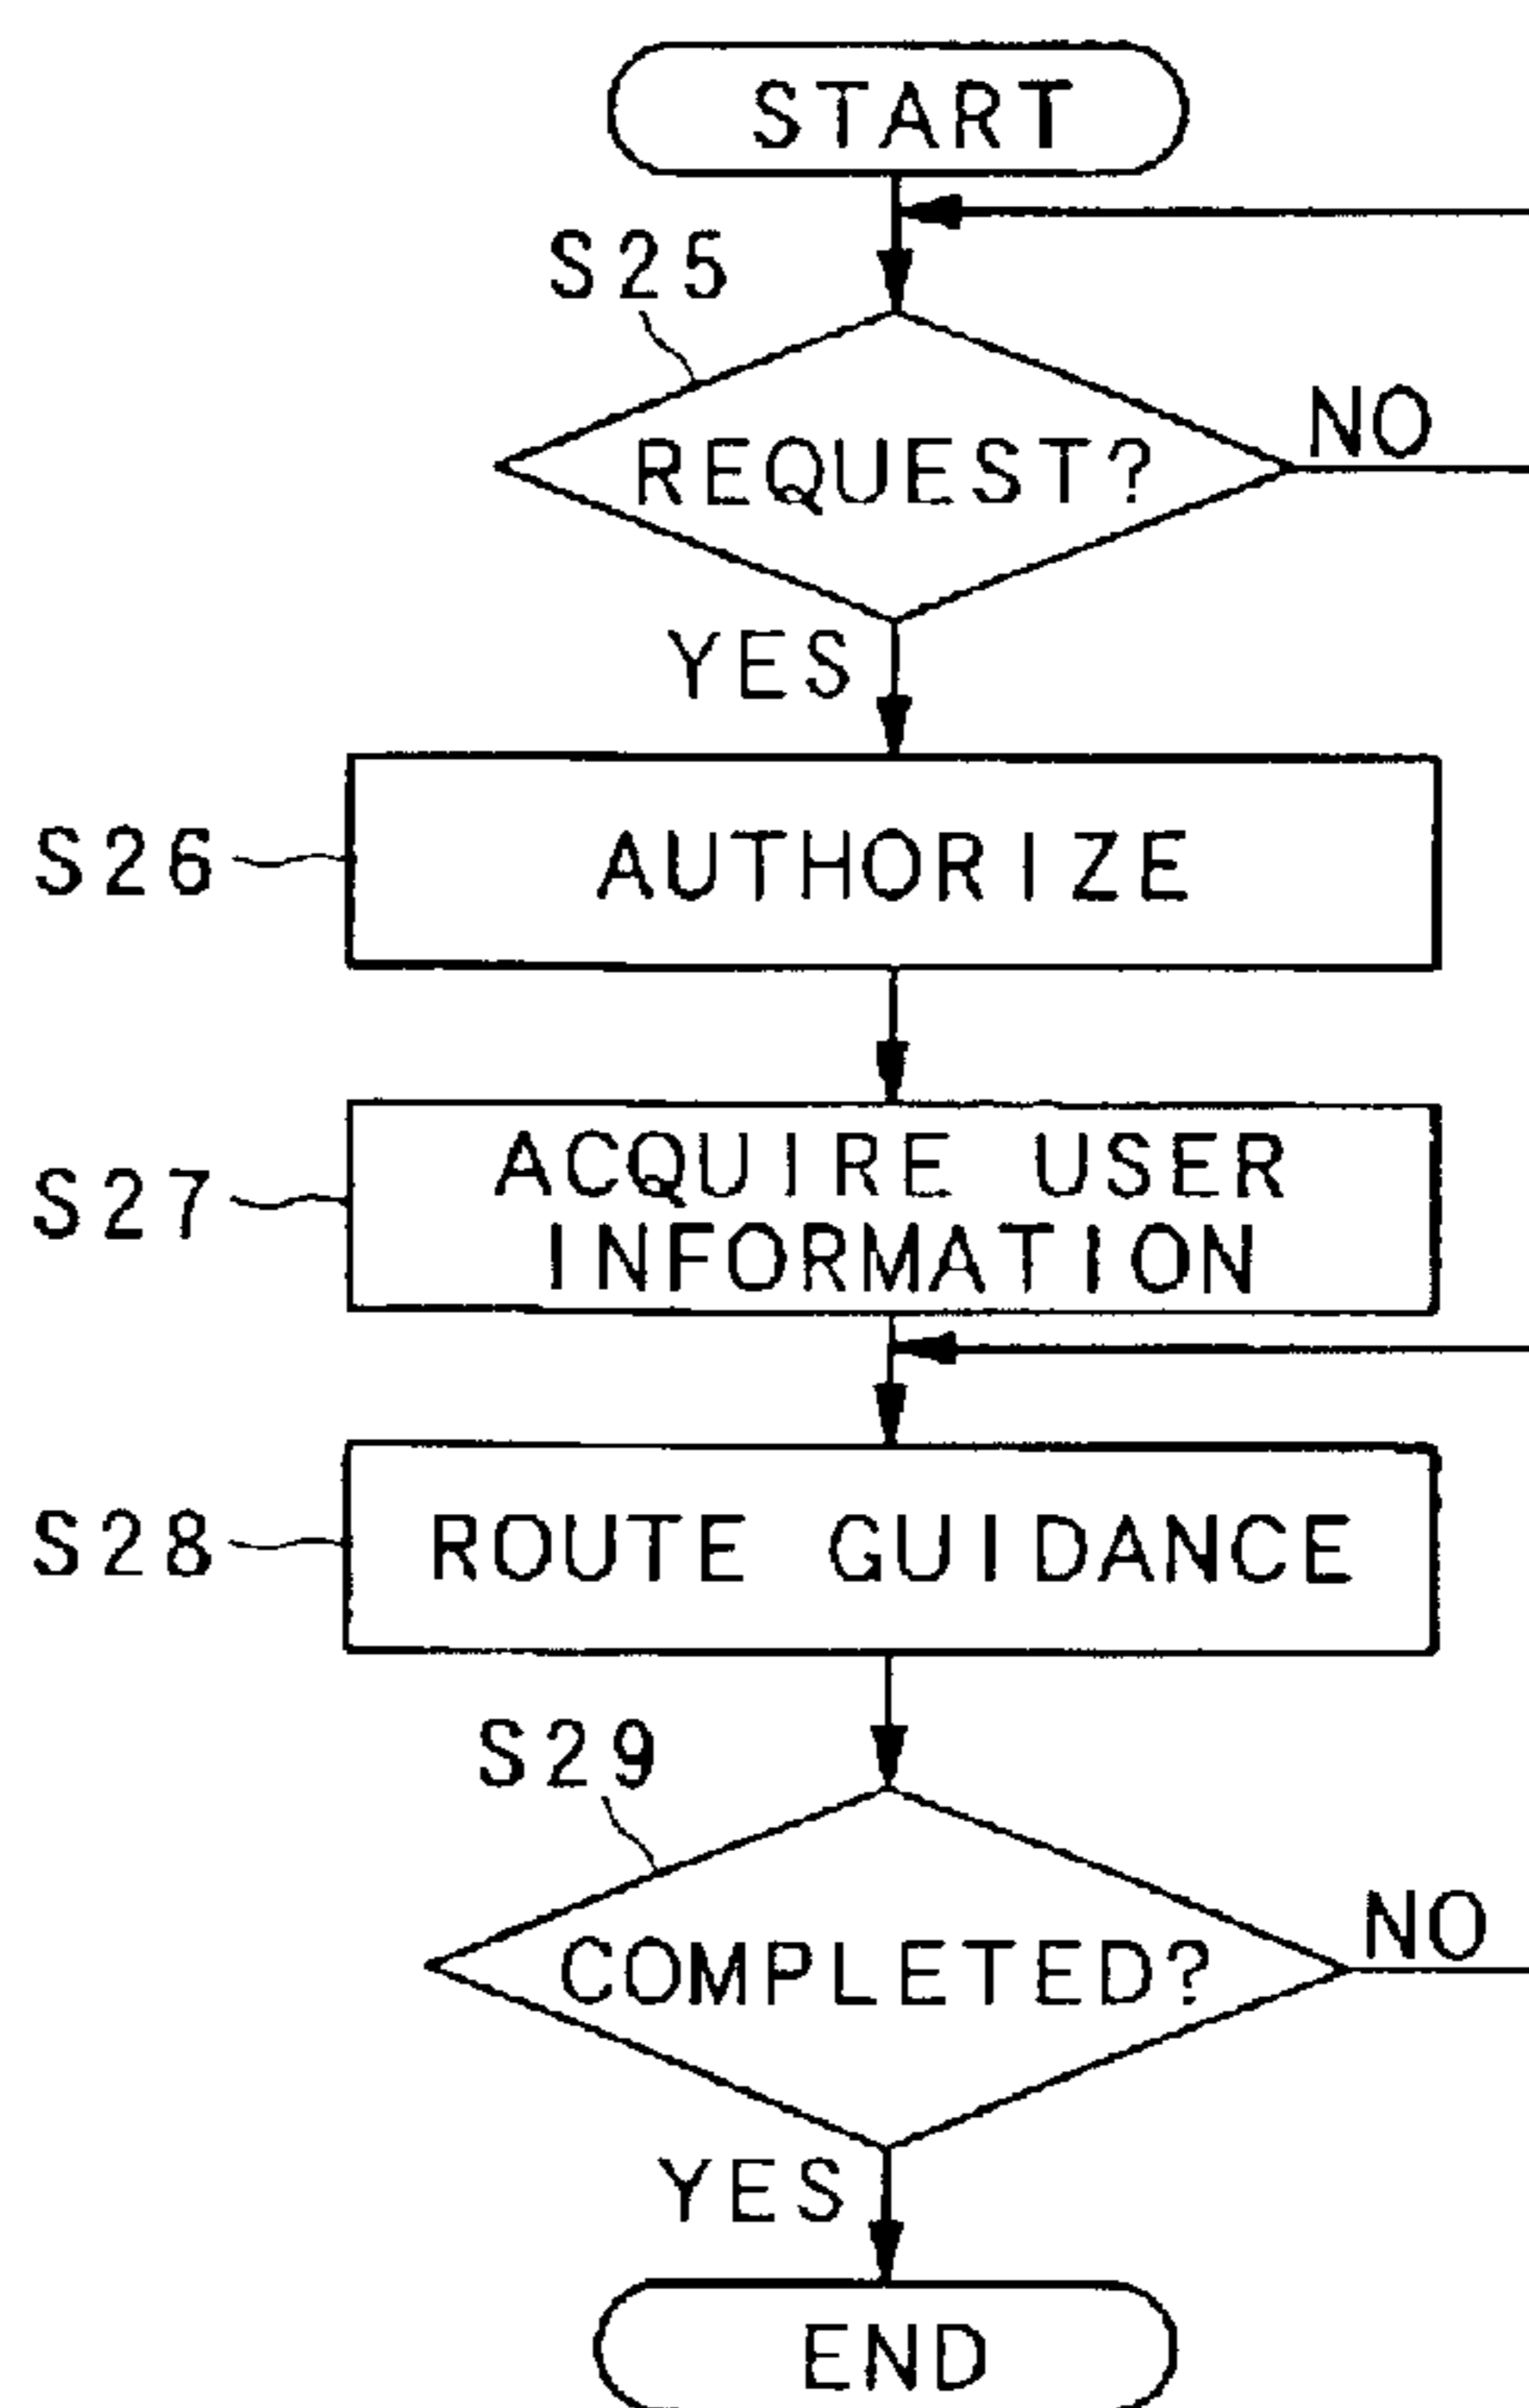 START
S25
REQUEST?
NO
YES
S26
AUTHORIZE
S27
ACQUIRE USER
INFORMATION
S28
ROUTE GUIDANCE
S29
COMPLETED?
NO
YES
END